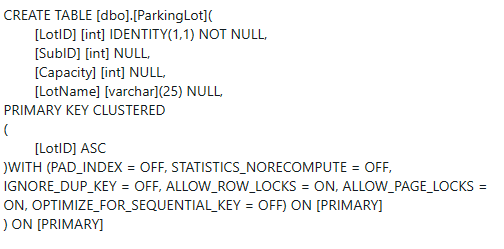 CREATE TABLE [dbo].[ParkingLot](
[LotID] [int] IDENTITY(1,1) NOT NULL,
[SubID] [int] NULL,
[Capacity] [int] NULL,
[LotName] [varchar](25) NULL,
PRIMARY KEY CLUSTERED
(
[LotID] ASC
)WITH (PAD_INDEX = OFF, STATISTICS_NORECOMPUTE = OFF,
IGNORE_DUP_KEY = OFF, ALLOW_ROW_LOCKS = ON, ALLOW_PAGE_LOCKS =
ON, OPTIMIZE_FOR_SEQUENTIAL_KEY = OFF) ON [PRIMARY]
) ON [PRIMARY]